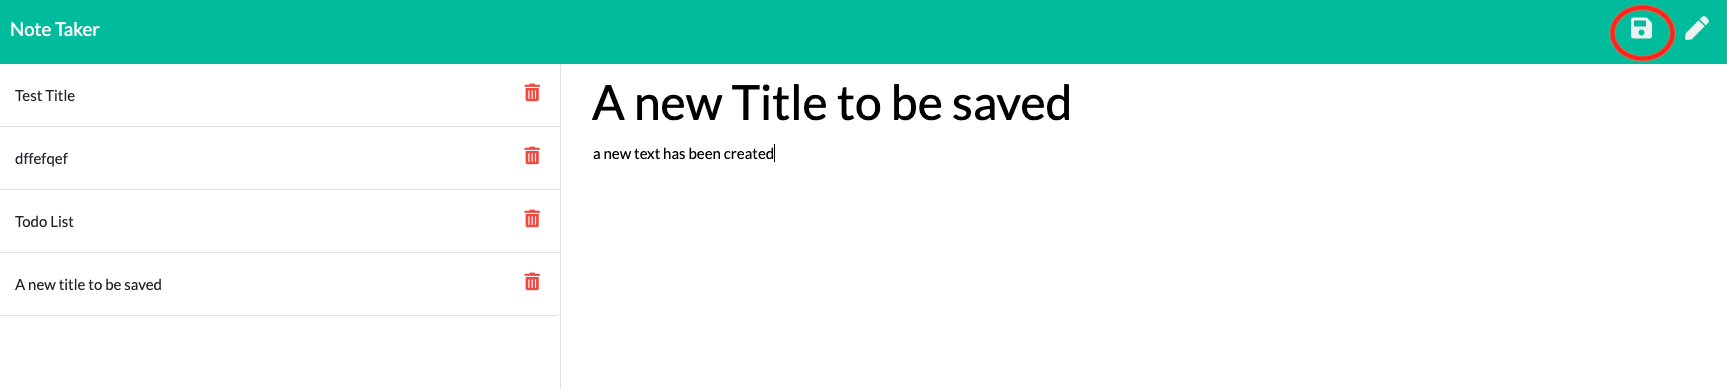 Note Taker
Test Title
dffefqef
Todo List
A new title to be saved
A new Title to be saved
a new text has been created